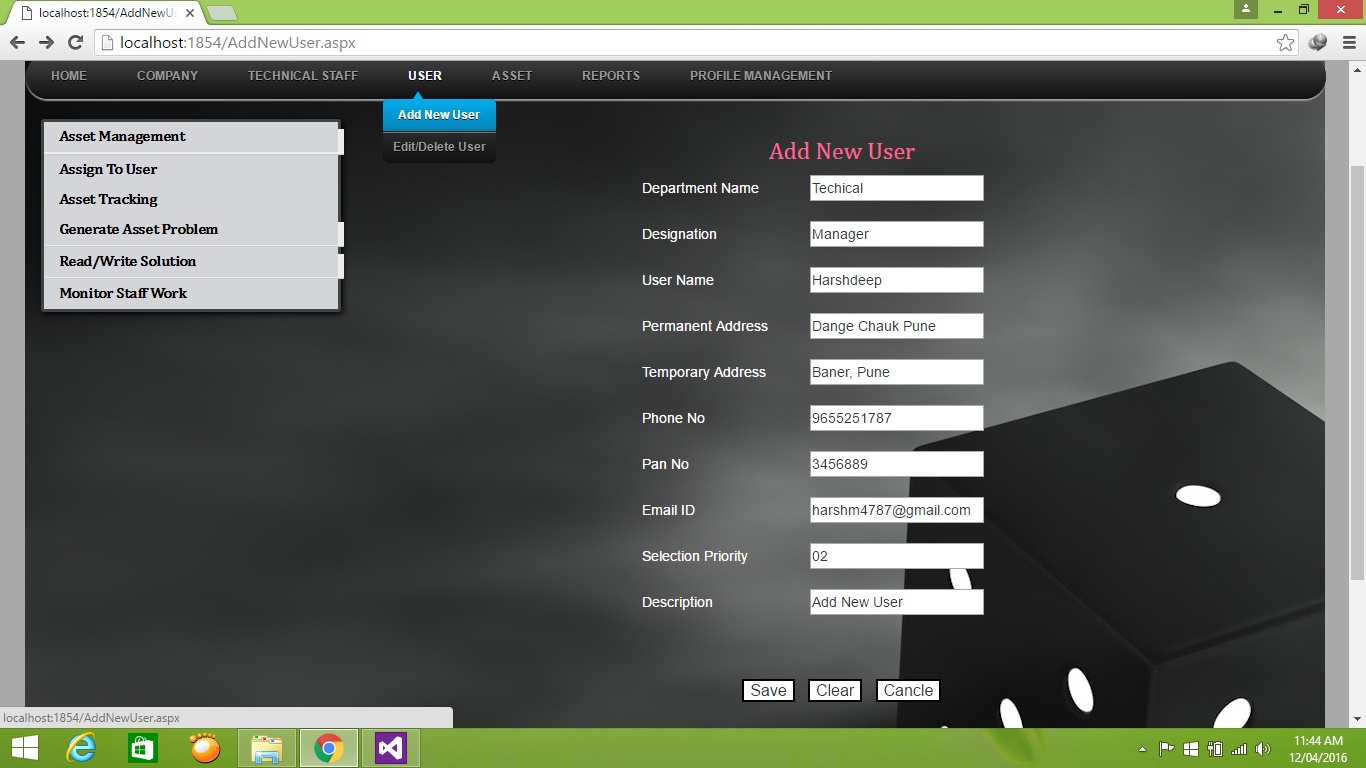 localhost:1854/AddNewU
localhost:1854/AddNewUser.aspx
HOME COMPANY TECHNICAL STAFF USER ASSET REPORTS PROFILE MANAGEMENT
Add New User
Edit/Delete User
Asset Management
Assign To User
Asset Tracking
Generate Asset Problem
Read/Write Solution
Monitor Staff Work
Add New User
Department Name Techical
Designation Manager
User Name Harshdeep
Permanent Address Dange Chauk Pune
Temporary Address Baner, Pune
Phone No 9655251787
Pan No 3456889
Email ID harshm4787@gmail.com
Selection Priority 02
Description Add New User
Save Clear Cancle
localhost:1854/AddNewUser.aspx
11:44 AM
12/04/2016